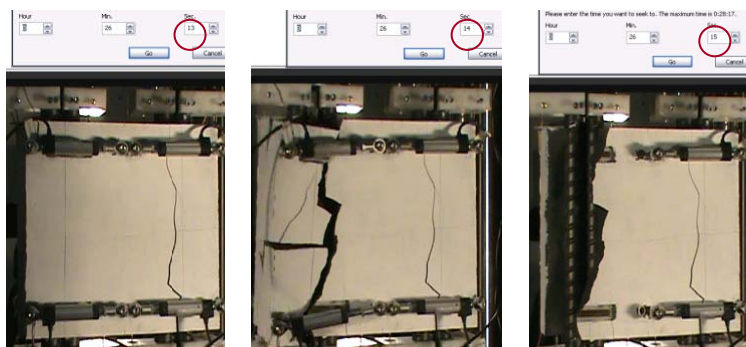 Hour Min. Sec.
26 13
Go Cancel
Hour Min. Sec.
26 14
Go Cancel
Please enter the time you want to seek to. The maximum time is 0:28:17.
Hour Min. Sec.
26 15
Go Cancel